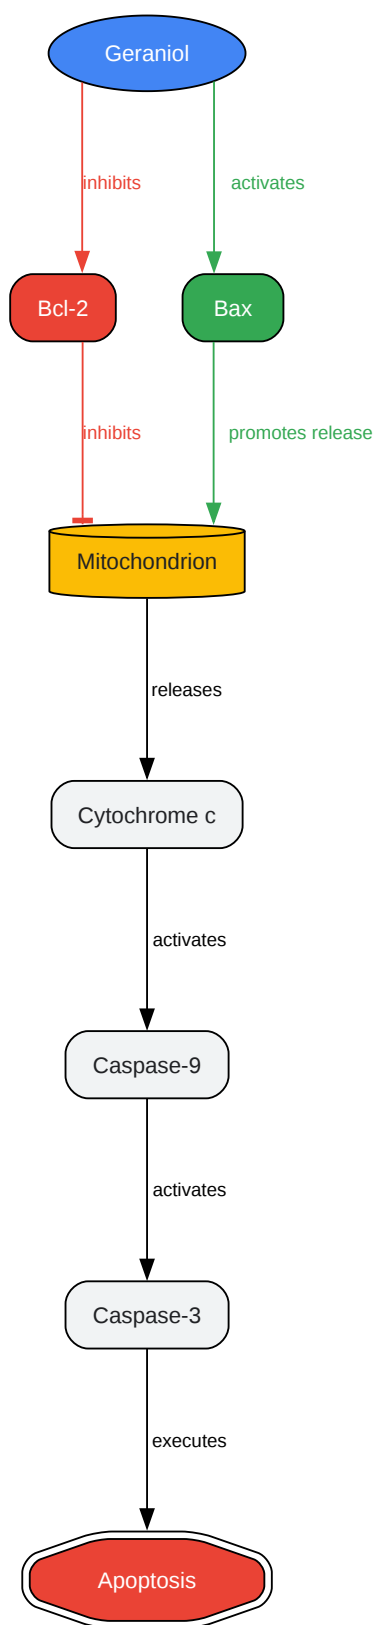 Geraniol
inhibits
activates
Bcl-2
Bax
inhibits
promotes release
Mitochondrion
releases
Cytochrome c
activates
Caspase-9
activates
Caspase-3
executes
Apoptosis